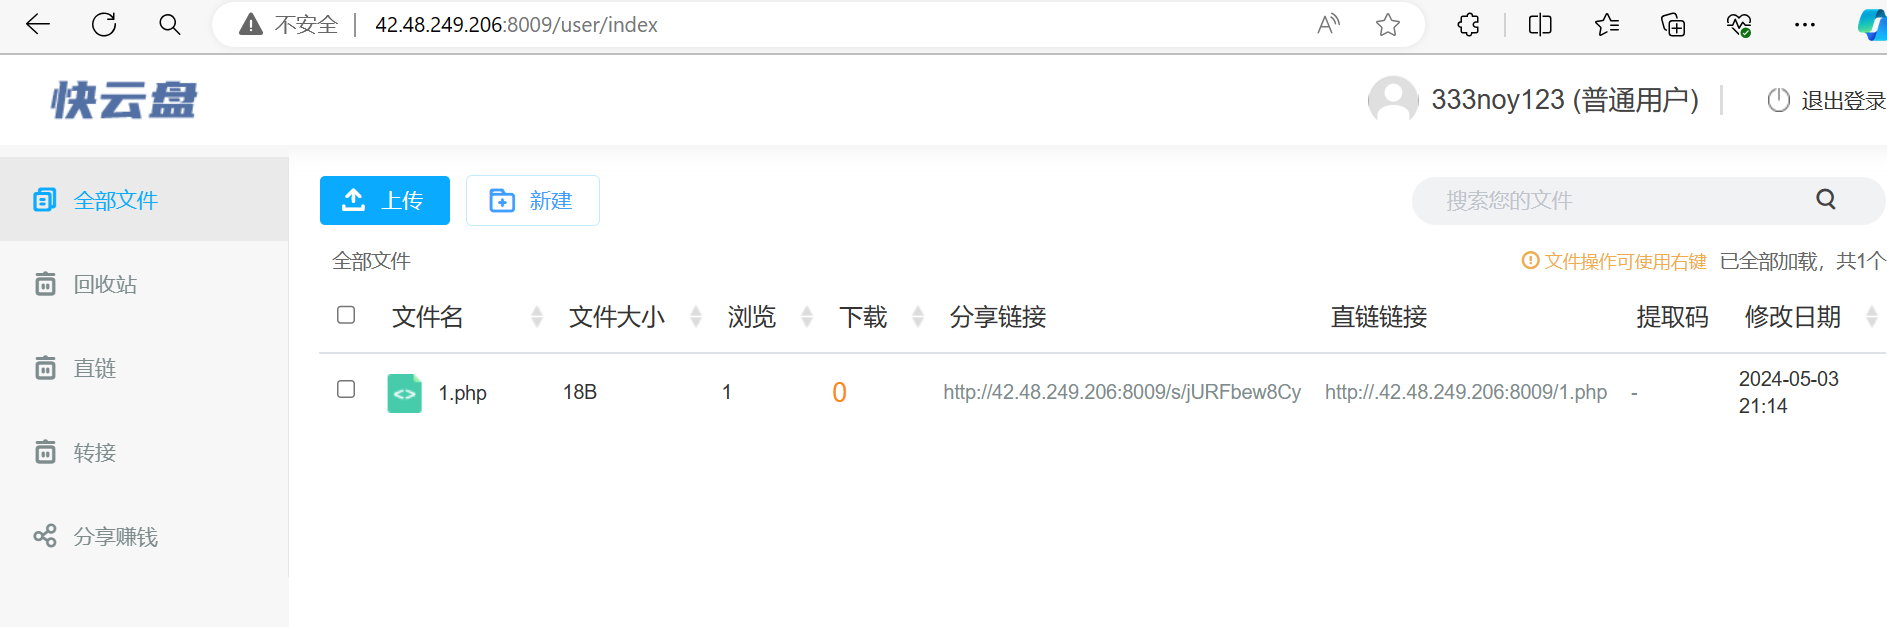 不安全 42.48.249.206:8009/user/index
快云盘 333noy123 (普通用户) 退出登录
全部文件 上传 新建 搜索您的文件
全部文件 文件操作可使用右键 已全部加载，共1个
回收站
文件名 文件大小 浏览 下载 分享链接 直链链接 提取码 修改日期
直链
1.php 18B 1 0 http://42.48.249.206:8009/s/jURFbew8Cy http://.42.48.249.206:8009/1.php - 2024-05-03
21:14
转接
分享赚钱